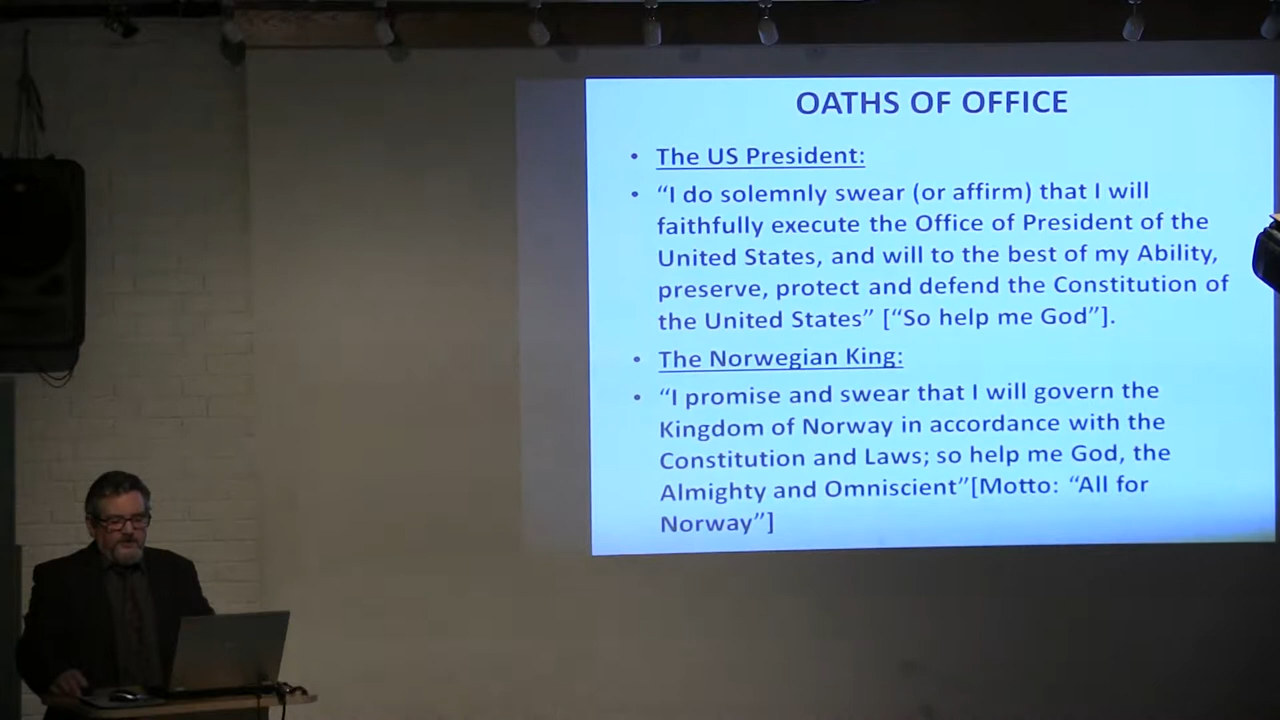 OATHS OF OFFICE
• The US President:
• “I do solemnly swear (or affirm) that I will
faithfully execute the Office of President of the
United States, and will to the best of my Ability,
preserve, protect and defend the Constitution of
the United States” [“So help me God”].
• The Norwegian King:
• “I promise and swear that I will govern the
Kingdom of Norway in accordance with the
Constitution and Laws; so help me God, the
Almighty and Omniscient”[Motto: “All for
Norway”]